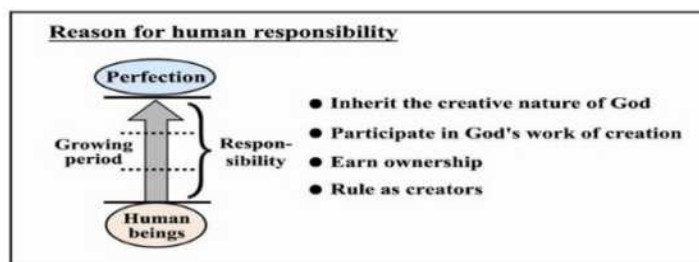 Reason for human responsibility
Perfection
Growing
period
Respon-
sibility
Human
beings
● Inherit the creative nature of God
● Participate in God's work of creation
● Earn ownership
● Rule as creators